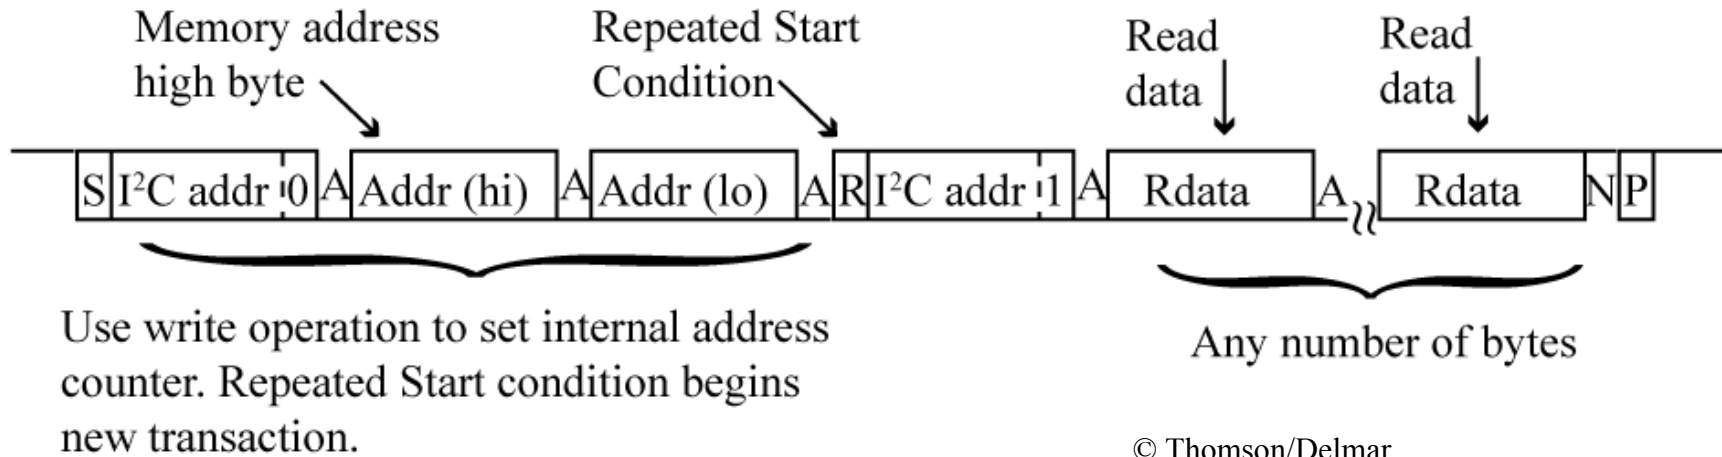 Memory address
high byte
Repeated Start
Condition
Read
data
Read
data
S I²C addr 0 A Addr (hi) A Addr (lo) A R I²C addr 1 A Rdata A Rdata N P
Use write operation to set internal address
counter. Repeated Start condition begins
new transaction.
Any number of bytes
© Thomson/Delmar